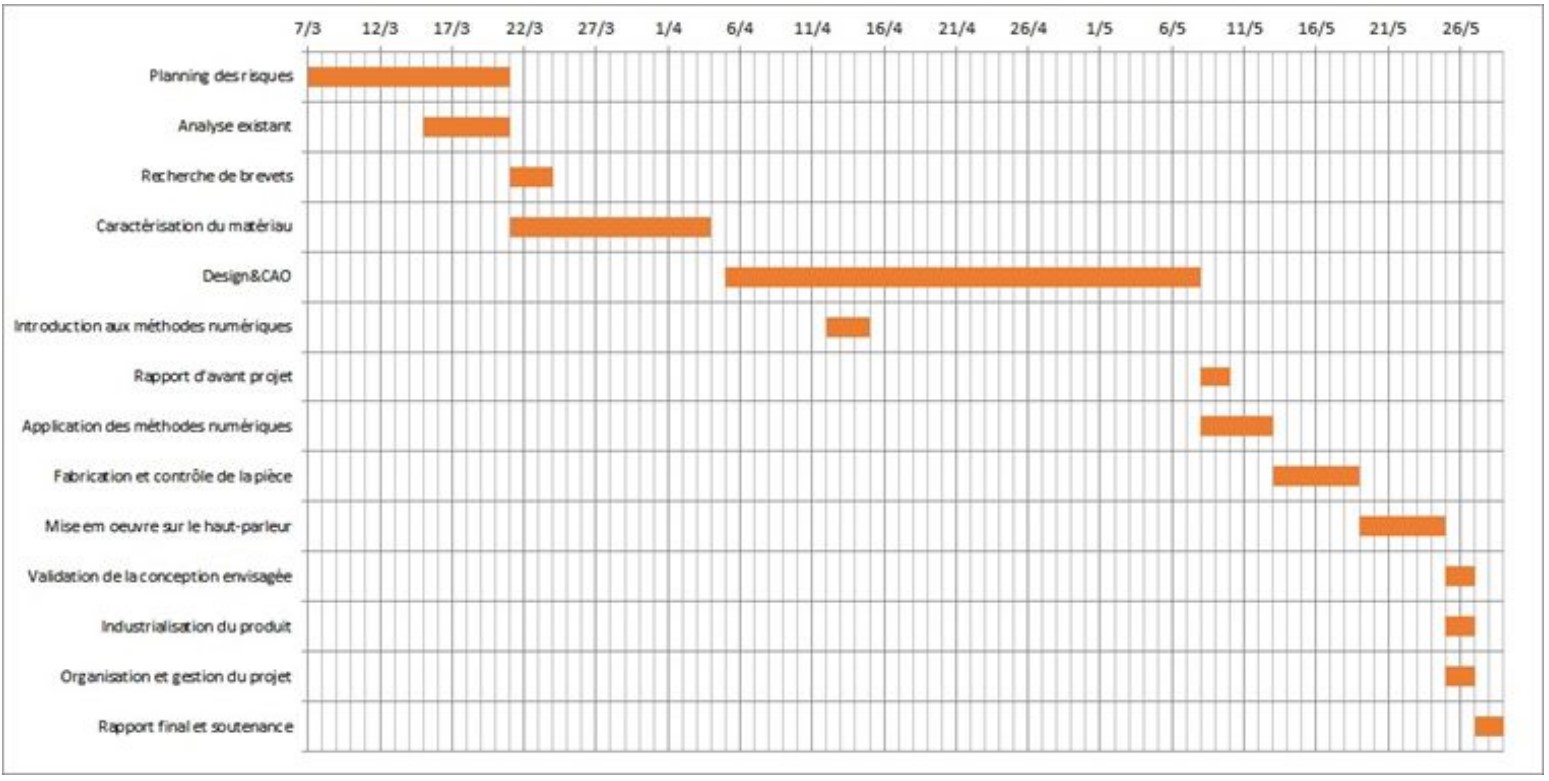 7/3 12/3 17/3 22/3 27/3 1/4 6/4 11/4 16/4 21/4 26/4 1/5 6/5 11/5 16/5 21/5 26/5
Planning des risques
Analyse existant
Recherche de brevets
Caractérisation du matériau
Design&CAO
Introduction aux méthodes numériques
Rapport d'avant projet
Application des méthodes numériques
Fabrication et contrôle de la pièce
Mise em oeuvre sur le haut-parleur
Validation de la conception envisagée
Industrialisation du produit
Organisation et gestion du projet
Rapport final et soutenance